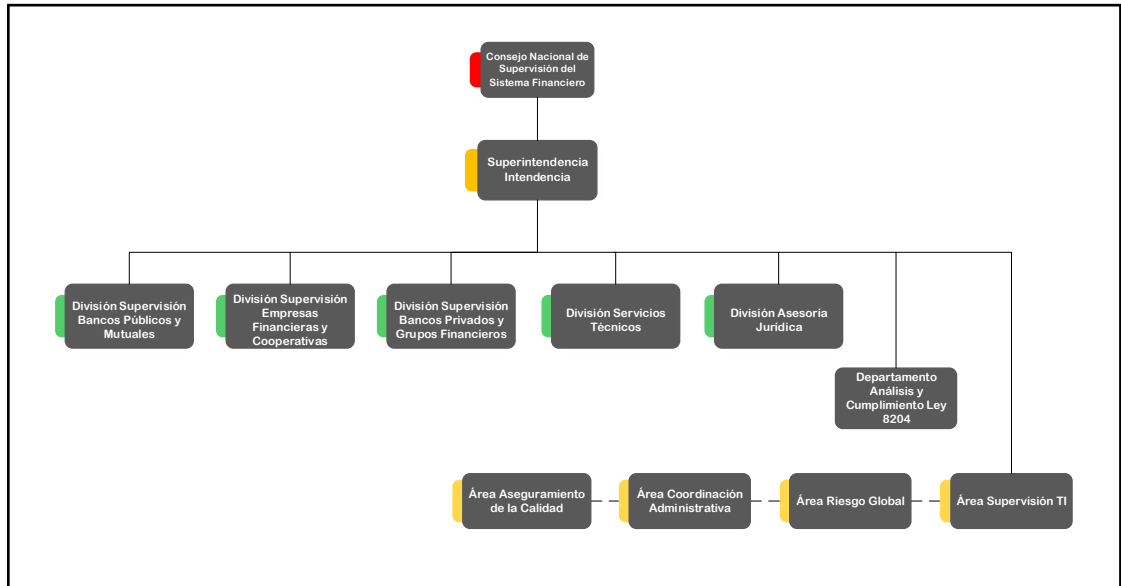 Consejo Nacional de
Supervisión del
Sistema Financiero
Superintendencia
Intendencia
División Supervisión
Bancos Públicos y
Mutuales
División Supervisión
Empresas
Financieras y
Cooperativas
División Supervisión
Bancos Privados y
Grupos Financieros
División Servicios
Técnicos
División Asesoría
Jurídica
Departamento
Análisis y
Cumplimiento Ley
8204
Área Aseguramiento
de la Calidad
Área Coordinación
Administrativa
Área Riesgo Global
Área Supervisión TI